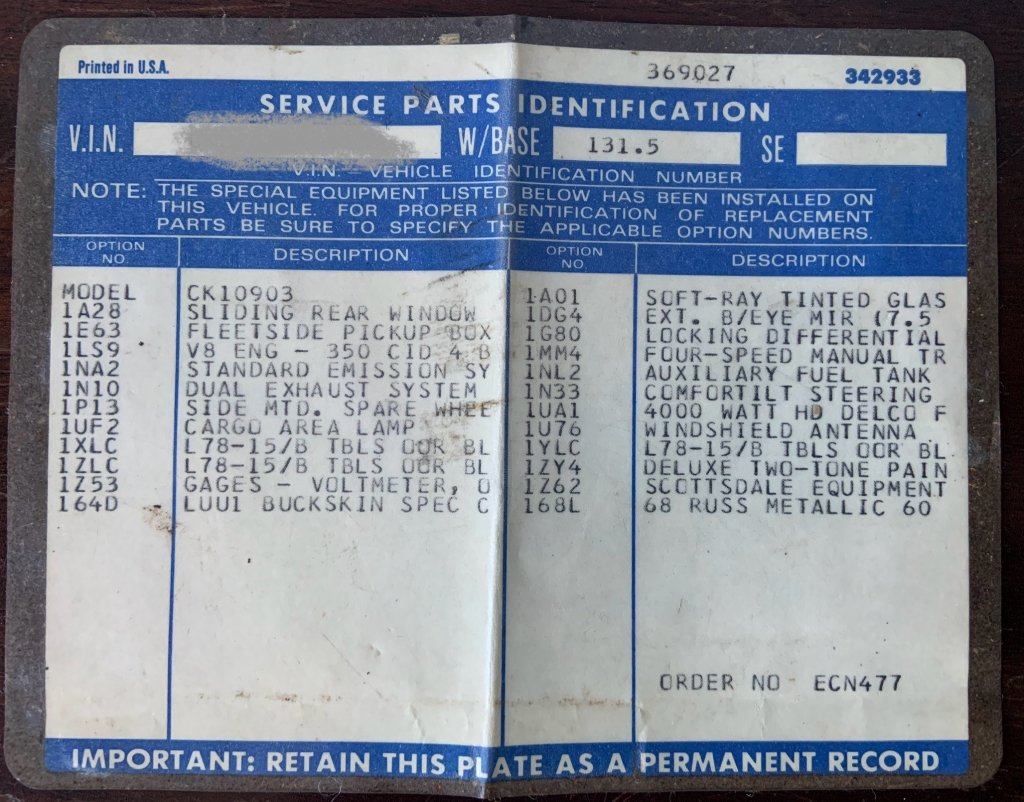 Printed in U.S.A. 369027 342933
SERVICE PARTS IDENTIFICATION
V.I.N. W/BASE 131.5 SE
V.I.N. VEHICLE IDENTIFICATION NUMBER
NOTE: THE SPECIAL EQUIPMENT LISTED BELOW HAS BEEN INSTALLED ON
THIS VEHICLE. FOR PROPER IDENTIFICATION OF REPLACEMENT
PARTS BE SURE TO SPECIFY THE APPLICABLE OPTION NUMBERS.
OPTION NO. DESCRIPTION OPTION NO. DESCRIPTION
MODEL CK10903 1A01 SOFT-RAY TINTED GLAS
1A28 SLIDING REAR WINDOW 1DG4 EXT. B/EYE MIR (7.5
1E63 FLEETSIDE PICKUP BOX 1G80 LOCKING DIFFERENTIAL
1LS9 V8 ENG - 350 CID 4 B 1MM4 FOUR-SPEED MANUAL TR
1NA2 STANDARD EMISSION SY 1NL2 AUXILIARY FUEL TANK
1N10 DUAL EXHAUST SYSTEM 1N33 COMFORTILT STEERING
1P13 SIDE MTD. SPARE WHEE 1UA1 4000 WATT HD DELCO F
1UF2 CARGO AREA LAMP 1U76 WINDSHIELD ANTENNA
1XLC L78-15/B TBLS OOR BL 1YLC L78-15/B TBLS OOR BL
1ZLC L78-15/B TBLS OOR BL 1ZY4 DELUXE TWO-TONE PAIN
1Z53 GAGES - VOLTMETER, O 1Z62 SCOTTSDALE EQUIPMENT
164D LUU1 BUCKSKIN SPEC C 168L 68 RUSS METALLIC 60
ORDER NO ECN477
IMPORTANT: RETAIN THIS PLATE AS A PERMANENT RECORD